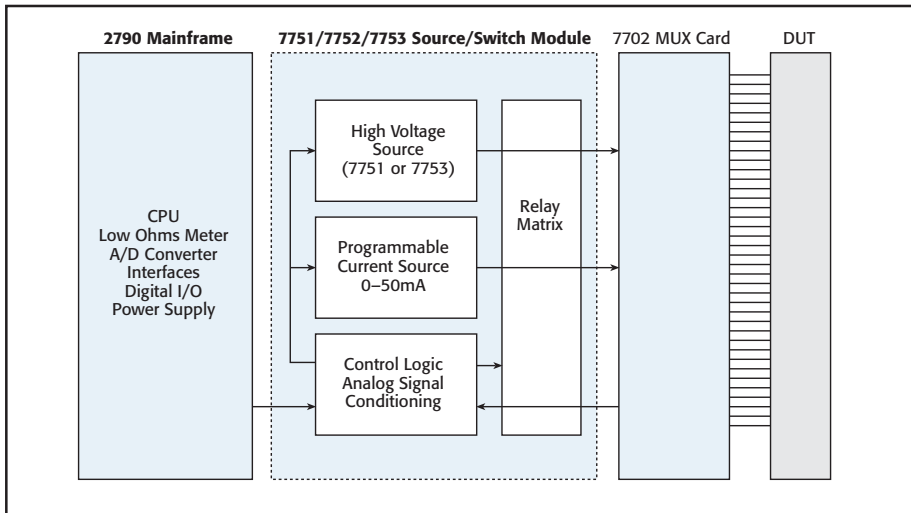 2790 Mainframe
7751/7752/7753 Source/Switch Module
7702 MUX Card
DUT
CPU
Low Ohms Meter
A/D Converter
Interfaces
Digital I/O
Power Supply
High Voltage
Source
(7751 or 7753)
Programmable
Current Source
0–50mA
Control Logic
Analog Signal
Conditioning
Relay
Matrix